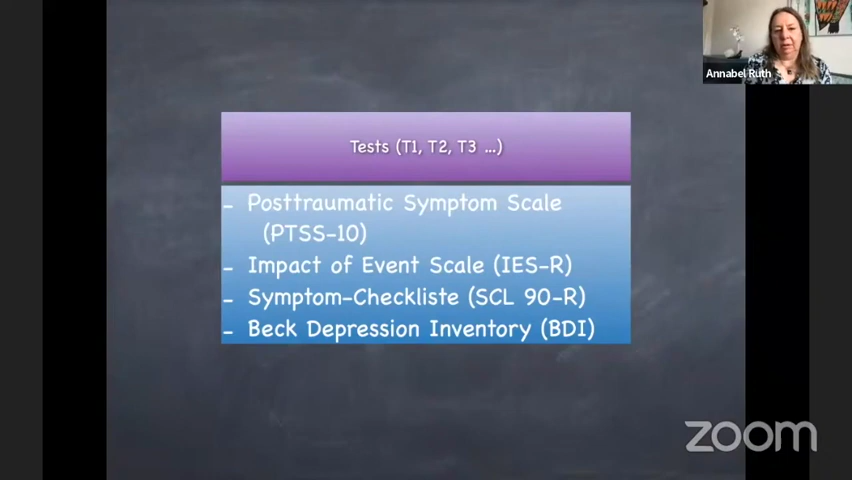 Annabel Ruth
Tests (T1, T2, T3 ...)
- Posttraumatic Symptom Scale
(PTSS-10)
- Impact of Event Scale (IES-R)
- Symptom-Checkliste (SCL 90-R)
- Beck Depression Inventory (BDI)
zoom